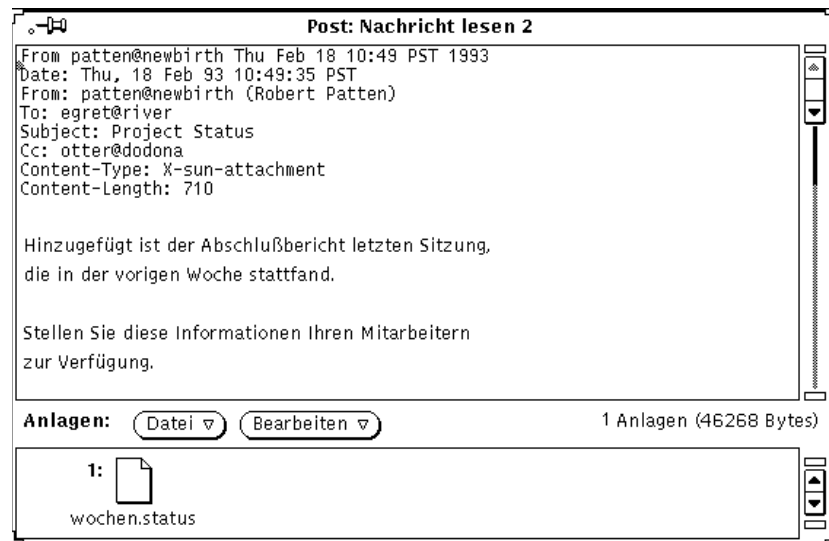 Post: Nachricht lesen 2
From patten@newbirth Thu Feb 18 10:49 PST 1993
Date: Thu, 18 Feb 93 10:49:35 PST
From: patten@newbirth (Robert Patten)
To: egret@river
Subject: Project Status
Cc: otter@dodona
Content-Type: X-sun-attachment
Content-Length: 710
Hinzugefügt ist der Abschlußbericht letzten Sitzung,
die in der vorigen Woche stattfand.
Stellen Sie diese Informationen Ihren Mitarbeitern
zur Verfügung.
Anlagen: Datei Bearbeiten 1 Anlagen (46268 Bytes)
1:
wochen.status